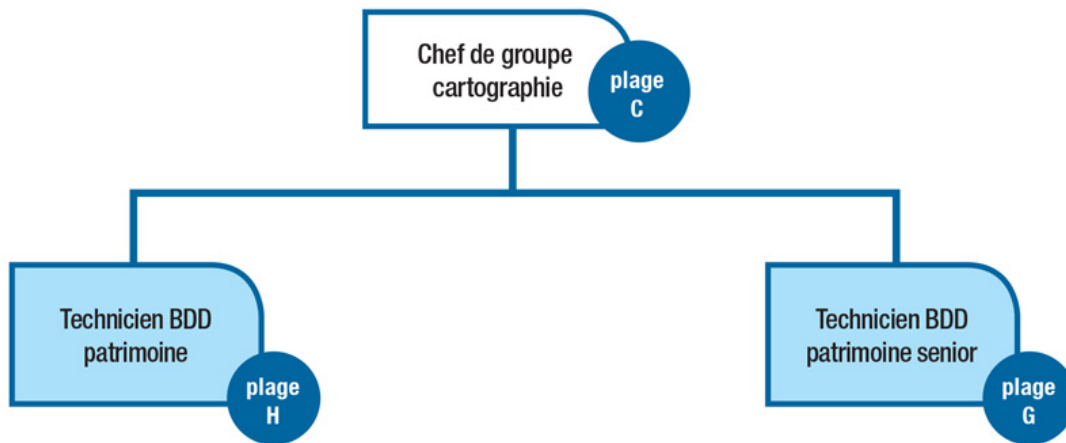 Chef de groupe
cartographie
plage
C
Technicien BDD
patrimoine
plage
H
Technicien BDD
patrimoine senior
plage
G